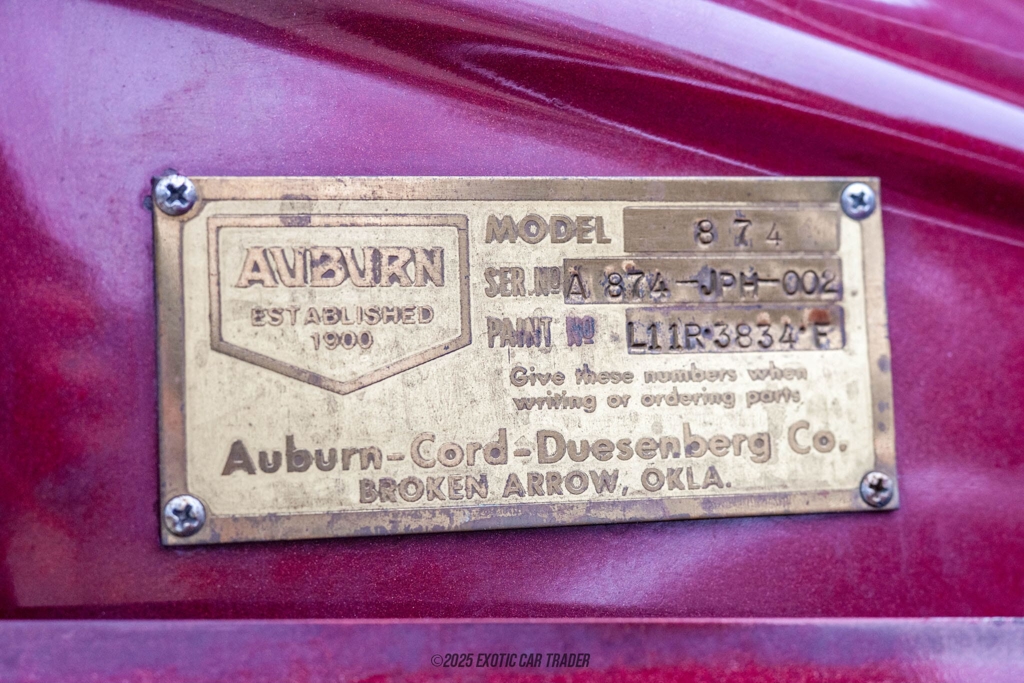 AUBURN
ESTABLISHED
1900
MODEL 874
SER. Nº A 874-JPH-002
PAINT Nº L11R•3834•F
Give these numbers when
writing or ordering parts
Auburn-Cord-Duesenberg Co.
BROKEN ARROW, OKLA.
©2025 EXOTIC CAR TRADER